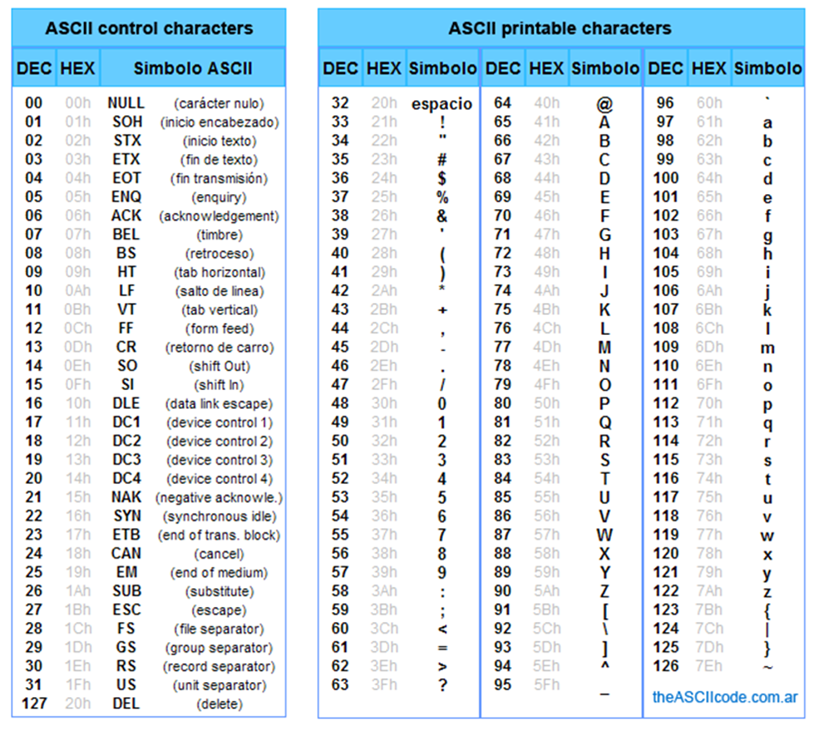 ASCII control characters
DEC HEX Simbolo ASCII
00 00h NULL (carácter nulo)
01 01h SOH (inicio encabezado)
02 02h STX (inicio texto)
03 03h ETX (fin de texto)
04 04h EOT (fin transmisión)
05 05h ENQ (enquiry)
06 06h ACK (acknowledgement)
07 07h BEL (timbre)
08 08h BS (retroceso)
09 09h HT (tab horizontal)
10 0Ah LF (salto de linea)
11 0Bh VT (tab vertical)
12 0Ch FF (form feed)
13 0Dh CR (retorno de carro)
14 0Eh SO (shift Out)
15 0Fh SI (shift In)
16 10h DLE (data link escape)
17 11h DC1 (device control 1)
18 12h DC2 (device control 2)
19 13h DC3 (device control 3)
20 14h DC4 (device control 4)
21 15h NAK (negative acknowle.)
22 16h SYN (synchronous idle)
23 17h ETB (end of trans. block)
24 18h CAN (cancel)
25 19h EM (end of medium)
26 1Ah SUB (substitute)
27 1Bh ESC (escape)
28 1Ch FS (file separator)
29 1Dh GS (group separator)
30 1Eh RS (record separator)
31 1Fh US (unit separator)
127 20h DEL (delete)
ASCII printable characters
DEC HEX Simbolo DEC HEX Simbolo DEC HEX Simbolo
32 20h espacio 64 40h @ 96 60h `
33 21h ! 65 41h A 97 61h a
34 22h " 66 42h B 98 62h b
35 23h # 67 43h C 99 63h c
36 24h $ 68 44h D 100 64h d
37 25h % 69 45h E 101 65h e
38 26h & 70 46h F 102 66h f
39 27h ' 71 47h G 103 67h g
40 28h ( 72 48h H 104 68h h
41 29h ) 73 49h I 105 69h i
42 2Ah * 74 4Ah J 106 6Ah j
43 2Bh + 75 4Bh K 107 6Bh k
44 2Ch , 76 4Ch L 108 6Ch l
45 2Dh - 77 4Dh M 109 6Dh m
46 2Eh . 78 4Eh N 110 6Eh n
47 2Fh / 79 4Fh O 111 6Fh o
48 30h 0 80 50h P 112 70h p
49 31h 1 81 51h Q 113 71h q
50 32h 2 82 52h R 114 72h r
51 33h 3 83 53h S 115 73h s
52 34h 4 84 54h T 116 74h t
53 35h 5 85 55h U 117 75h u
54 36h 6 86 56h V 118 76h v
55 37h 7 87 57h W 119 77h w
56 38h 8 88 58h X 120 78h x
57 39h 9 89 59h Y 121 79h y
58 3Ah : 90 5Ah Z 122 7Ah z
59 3Bh ; 91 5Bh [ 123 7Bh {
60 3Ch < 92 5Ch \ 124 7Ch |
61 3Dh = 93 5Dh ] 125 7Dh }
62 3Eh > 94 5Eh ^ 126 7Eh ~
63 3Fh ? 95 5Fh _
theASCIIcode.com.ar